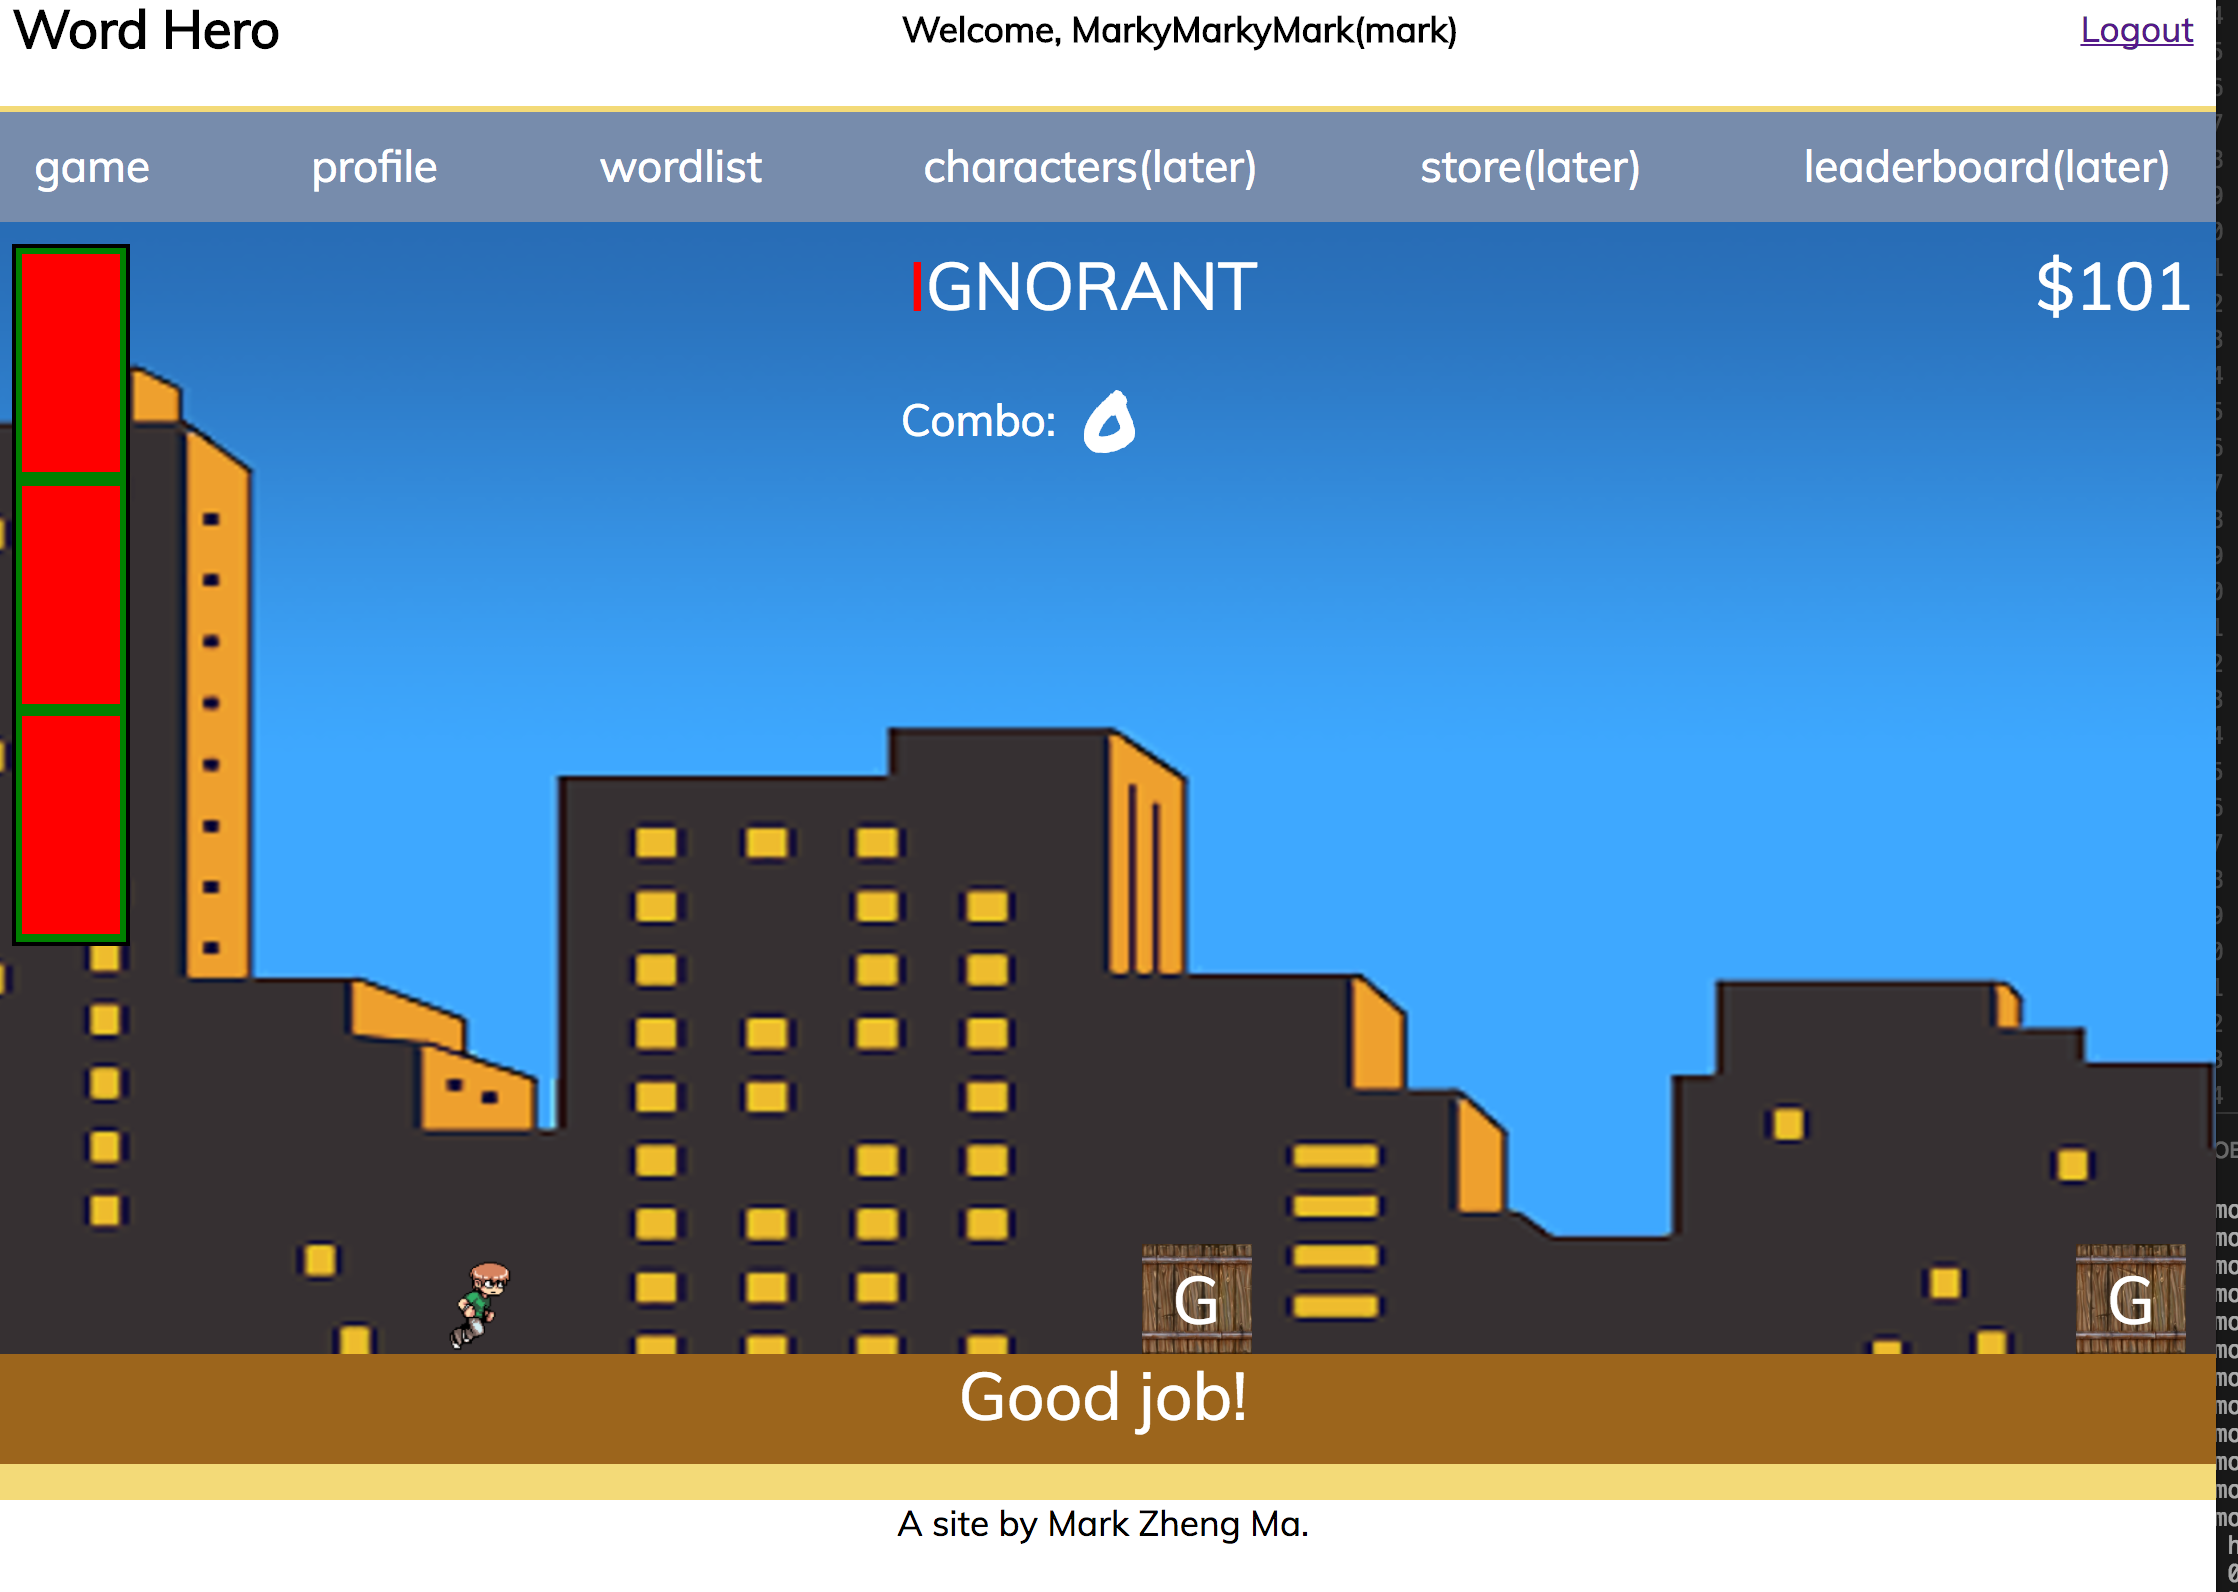 Word Hero
Welcome, MarkyMarkyMark(mark)
Logout
game
profile
wordlist
characters(later)
store(later)
leaderboard(later)
IGNORANT
$101
Combo: 0
G
G
Good job!
A site by Mark Zheng Ma.